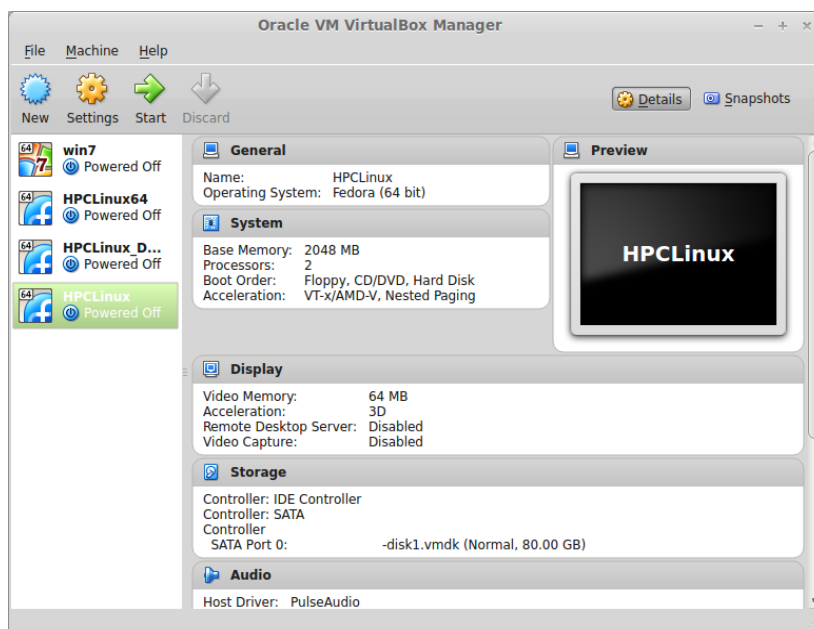 Oracle VM VirtualBox Manager
File Machine Help
New Settings Start Discard
Details Snapshots
64 win7
Powered Off
64 HPCLinux64
Powered Off
64 HPCLinux_D...
Powered Off
64 HPCLinux
Powered Off
General
Name: HPCLinux
Operating System: Fedora (64 bit)
System
Base Memory: 2048 MB
Processors: 2
Boot Order: Floppy, CD/DVD, Hard Disk
Acceleration: VT-x/AMD-V, Nested Paging
Preview
HPCLinux
Display
Video Memory: 64 MB
Acceleration: 3D
Remote Desktop Server: Disabled
Video Capture: Disabled
Storage
Controller: IDE Controller
Controller: SATA
Controller
SATA Port 0: -disk1.vmdk (Normal, 80.00 GB)
Audio
Host Driver: PulseAudio